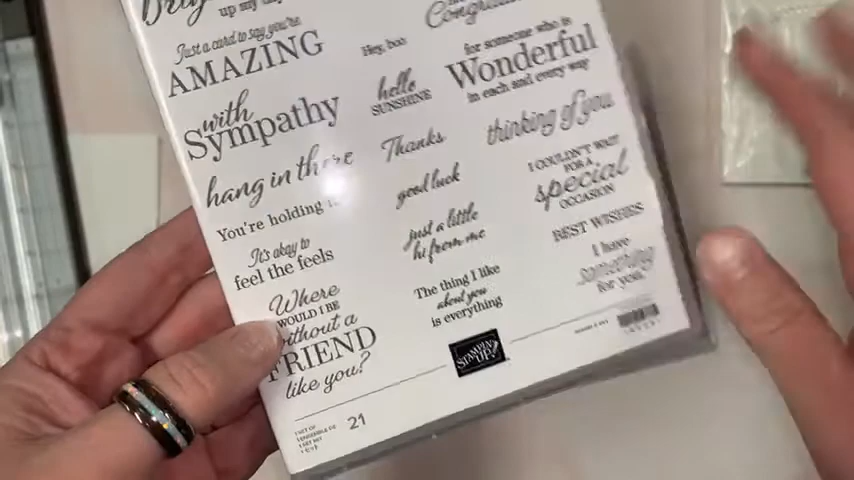 up my day
Just a card to say you're
AMAZING
with
Sympathy
hang in there
You're holding
It's okay to
feel the feels
Where
WOULD I BE
without a
FRIEND
like you?
Hey, boo
hello
SUNSHINE
Thanks
good luck
just a little
hi from me
The thing I like
about you
is everything
for someone who is
Wonderful
in each and every way
thinking of you
I COULDN'T WAIT
FOR A
special
OCCASION
BEST WISHES
I have
something
for you
STAMPIN' UP!
21